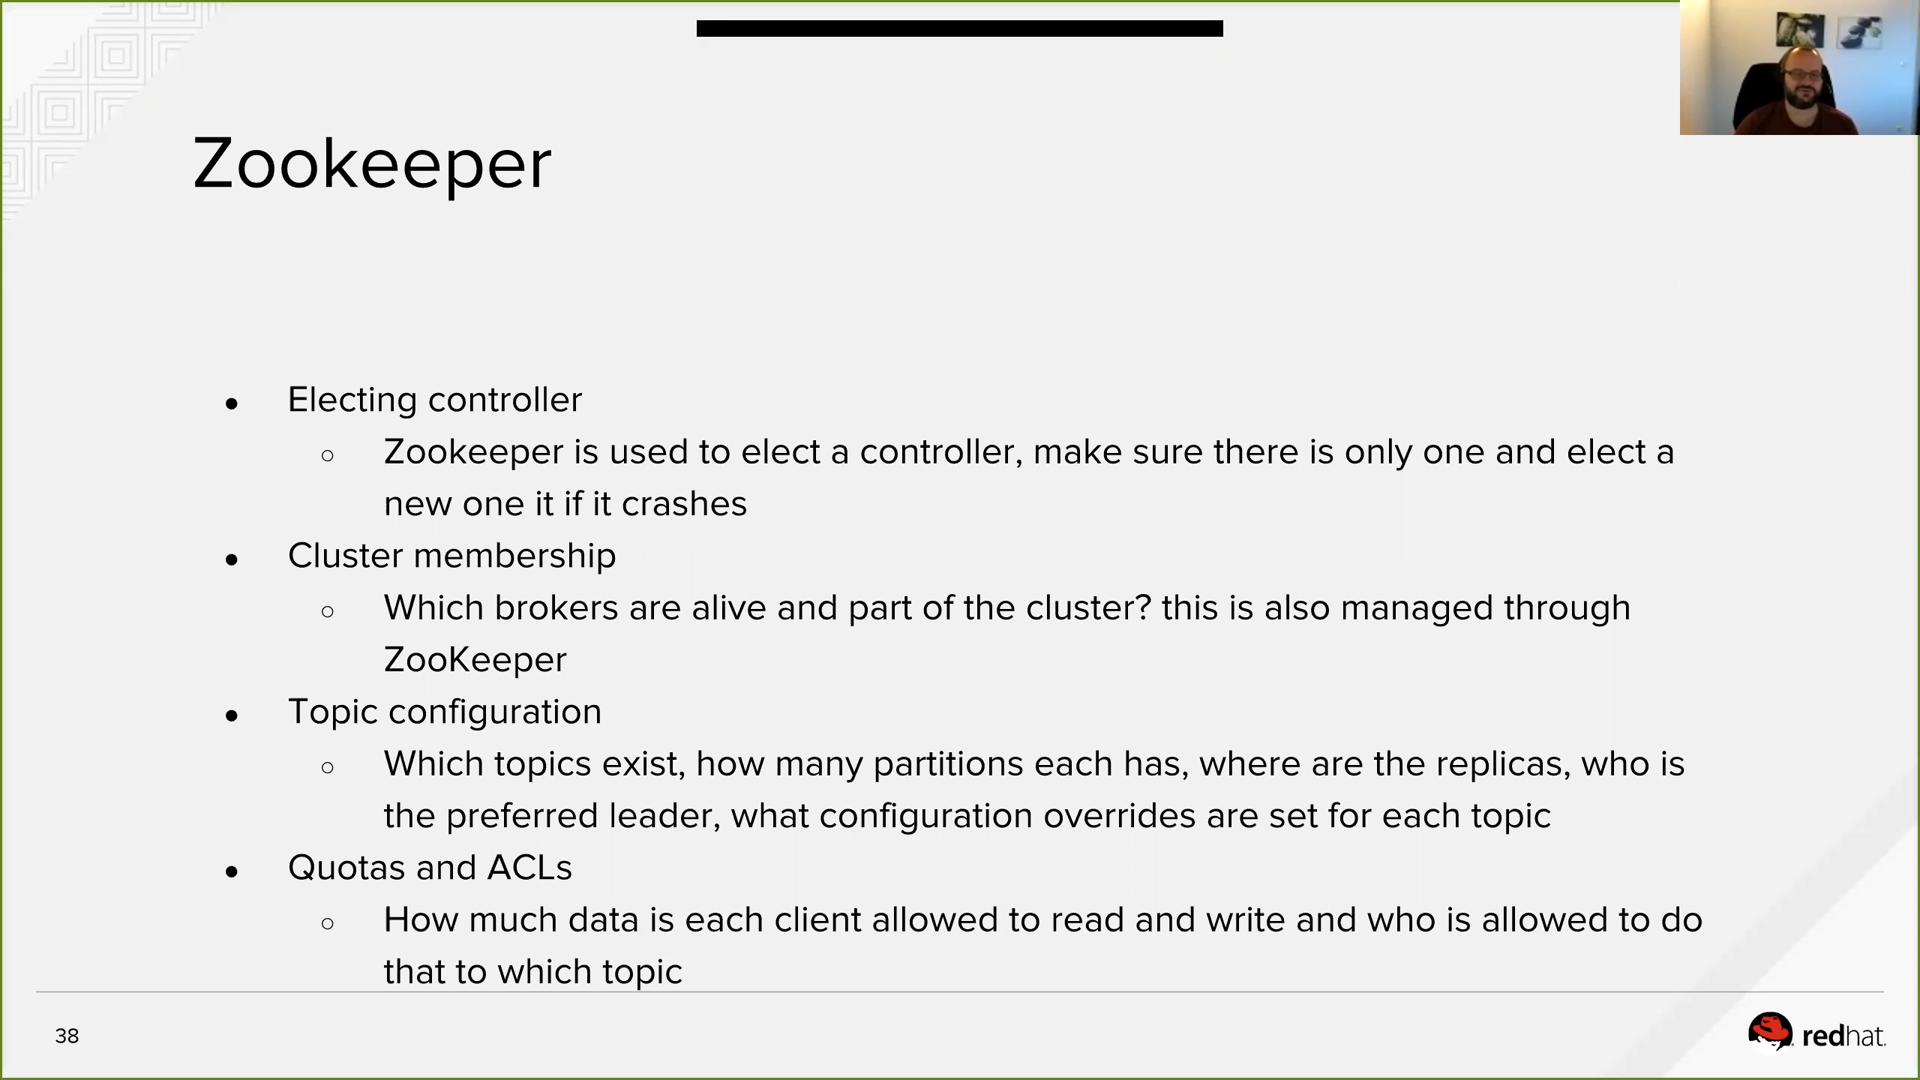 Zookeeper
● Electing controller
○ Zookeeper is used to elect a controller, make sure there is only one and elect a
new one it if it crashes
● Cluster membership
○ Which brokers are alive and part of the cluster? this is also managed through
ZooKeeper
● Topic configuration
○ Which topics exist, how many partitions each has, where are the replicas, who is
the preferred leader, what configuration overrides are set for each topic
● Quotas and ACLs
○ How much data is each client allowed to read and write and who is allowed to do
that to which topic
38
redhat.